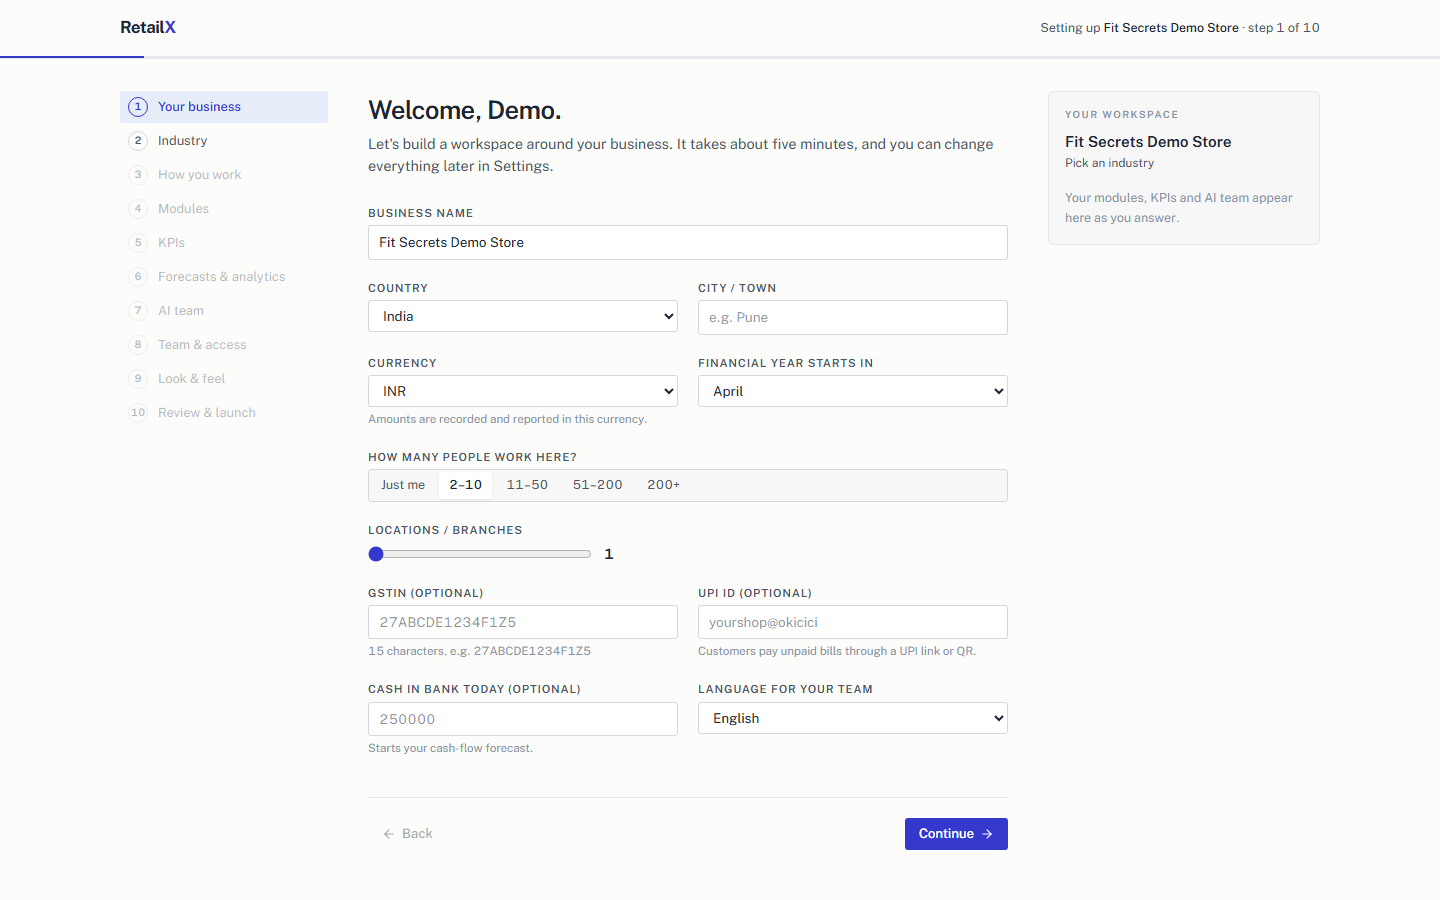 RetailX
Setting up Fit Secrets Demo Store · step 1 of 10
1 Your business
2 Industry
3 How you work
4 Modules
5 KPIs
6 Forecasts & analytics
7 AI team
8 Team & access
9 Look & feel
10 Review & launch
Welcome, Demo.
Let's build a workspace around your business. It takes about five minutes, and you can change
everything later in Settings.
BUSINESS NAME
Fit Secrets Demo Store
COUNTRY
India
CITY / TOWN
e.g. Pune
CURRENCY
INR
Amounts are recorded and reported in this currency.
FINANCIAL YEAR STARTS IN
April
HOW MANY PEOPLE WORK HERE?
Just me 2–10 11–50 51–200 200+
LOCATIONS / BRANCHES
1
GSTIN (OPTIONAL)
27ABCDE1234F1Z5
15 characters, e.g. 27ABCDE1234F1Z5
UPI ID (OPTIONAL)
yourshop@okicici
Customers pay unpaid bills through a UPI link or QR.
CASH IN BANK TODAY (OPTIONAL)
250000
Starts your cash-flow forecast.
LANGUAGE FOR YOUR TEAM
English
← Back
Continue →
YOUR WORKSPACE
Fit Secrets Demo Store
Pick an industry
Your modules, KPIs and AI team appear
here as you answer.